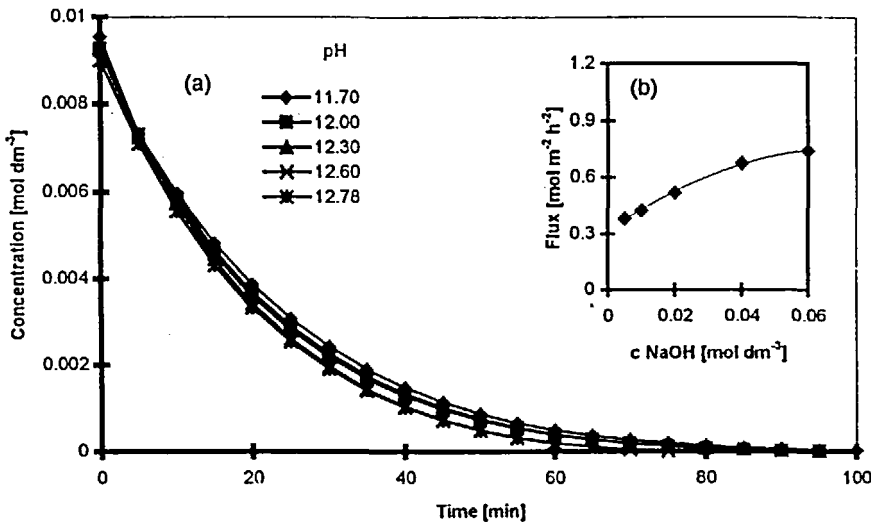 0.01
0.008
0.006
0.004
0.002
0
Concentration [mol dm⁻³]
(a)
pH
11.70
12.00
12.30
12.60
12.78
0 20 40 60 80 100
Time [min]
(b)
1.2
0.9
0.6
0.3
0
Flux [mol m⁻² h⁻²]
0 0.02 0.04 0.06
c NaOH [mol dm⁻³]